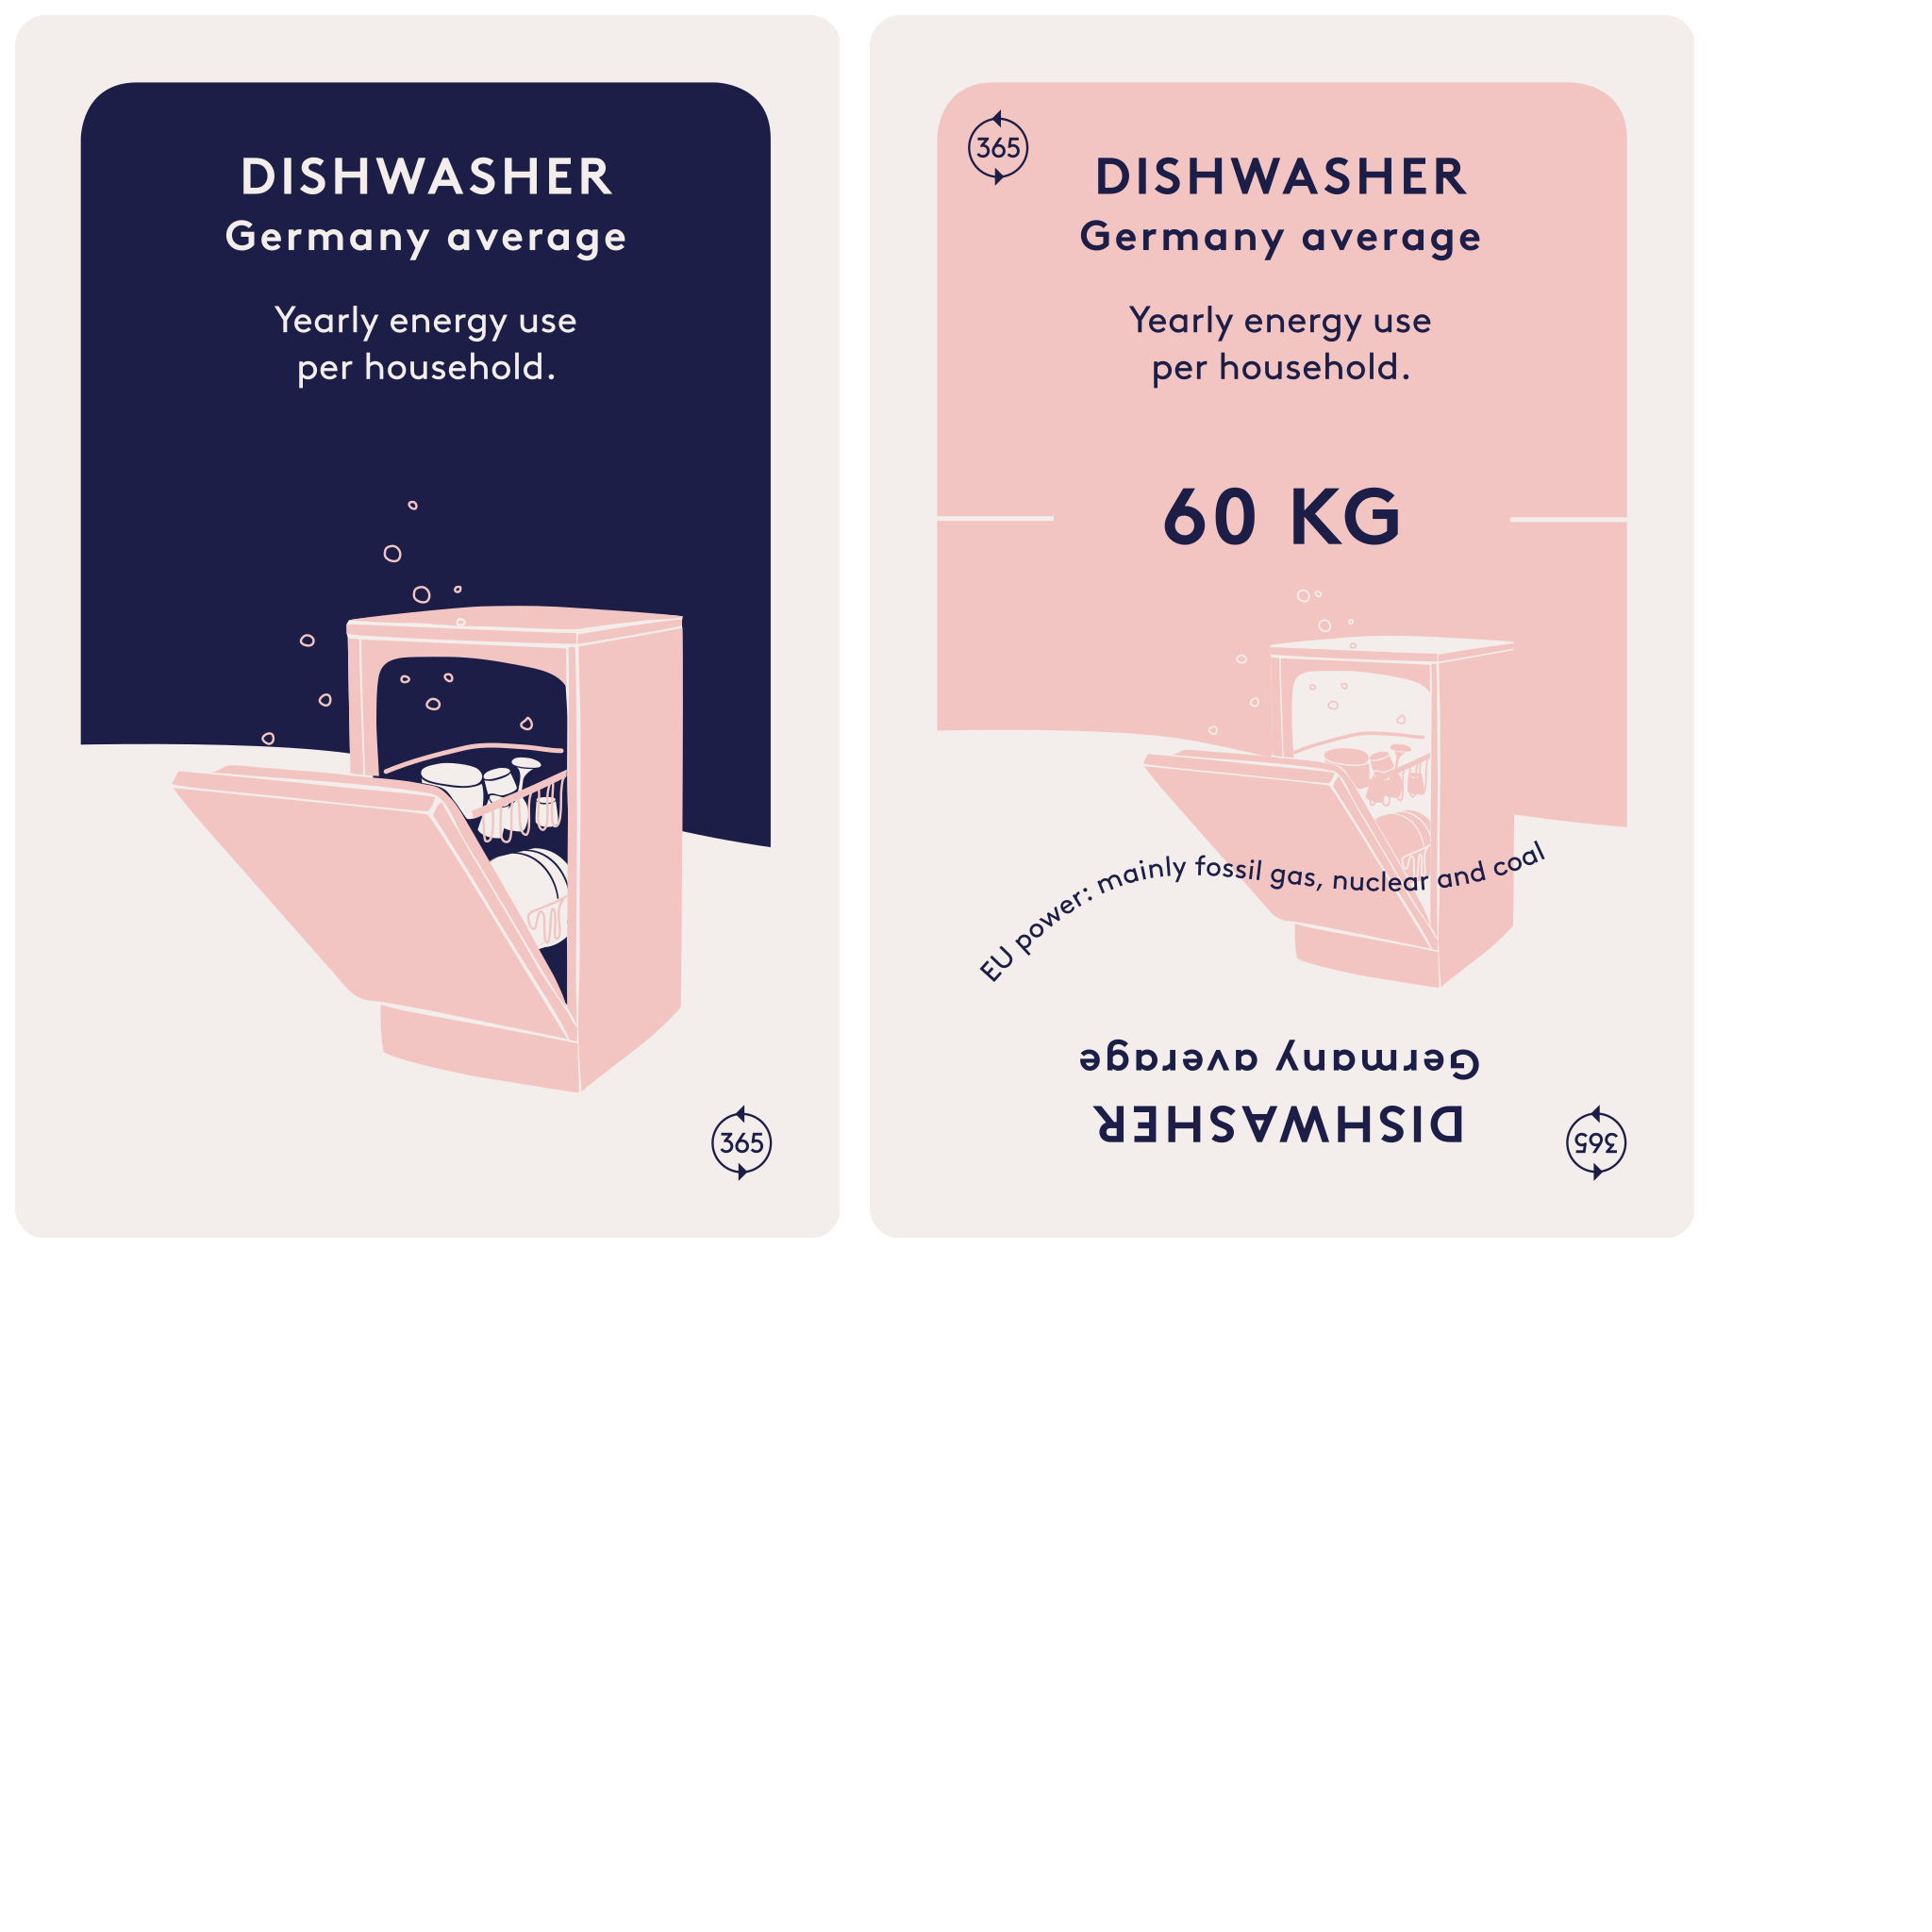 DISHWASHER
Germany average
Yearly energy use
per household.
365
365
DISHWASHER
Germany average
Yearly energy use
per household.
60 KG
EU power: mainly fossil gas, nuclear and coal
Germany average
DISHWASHER
365